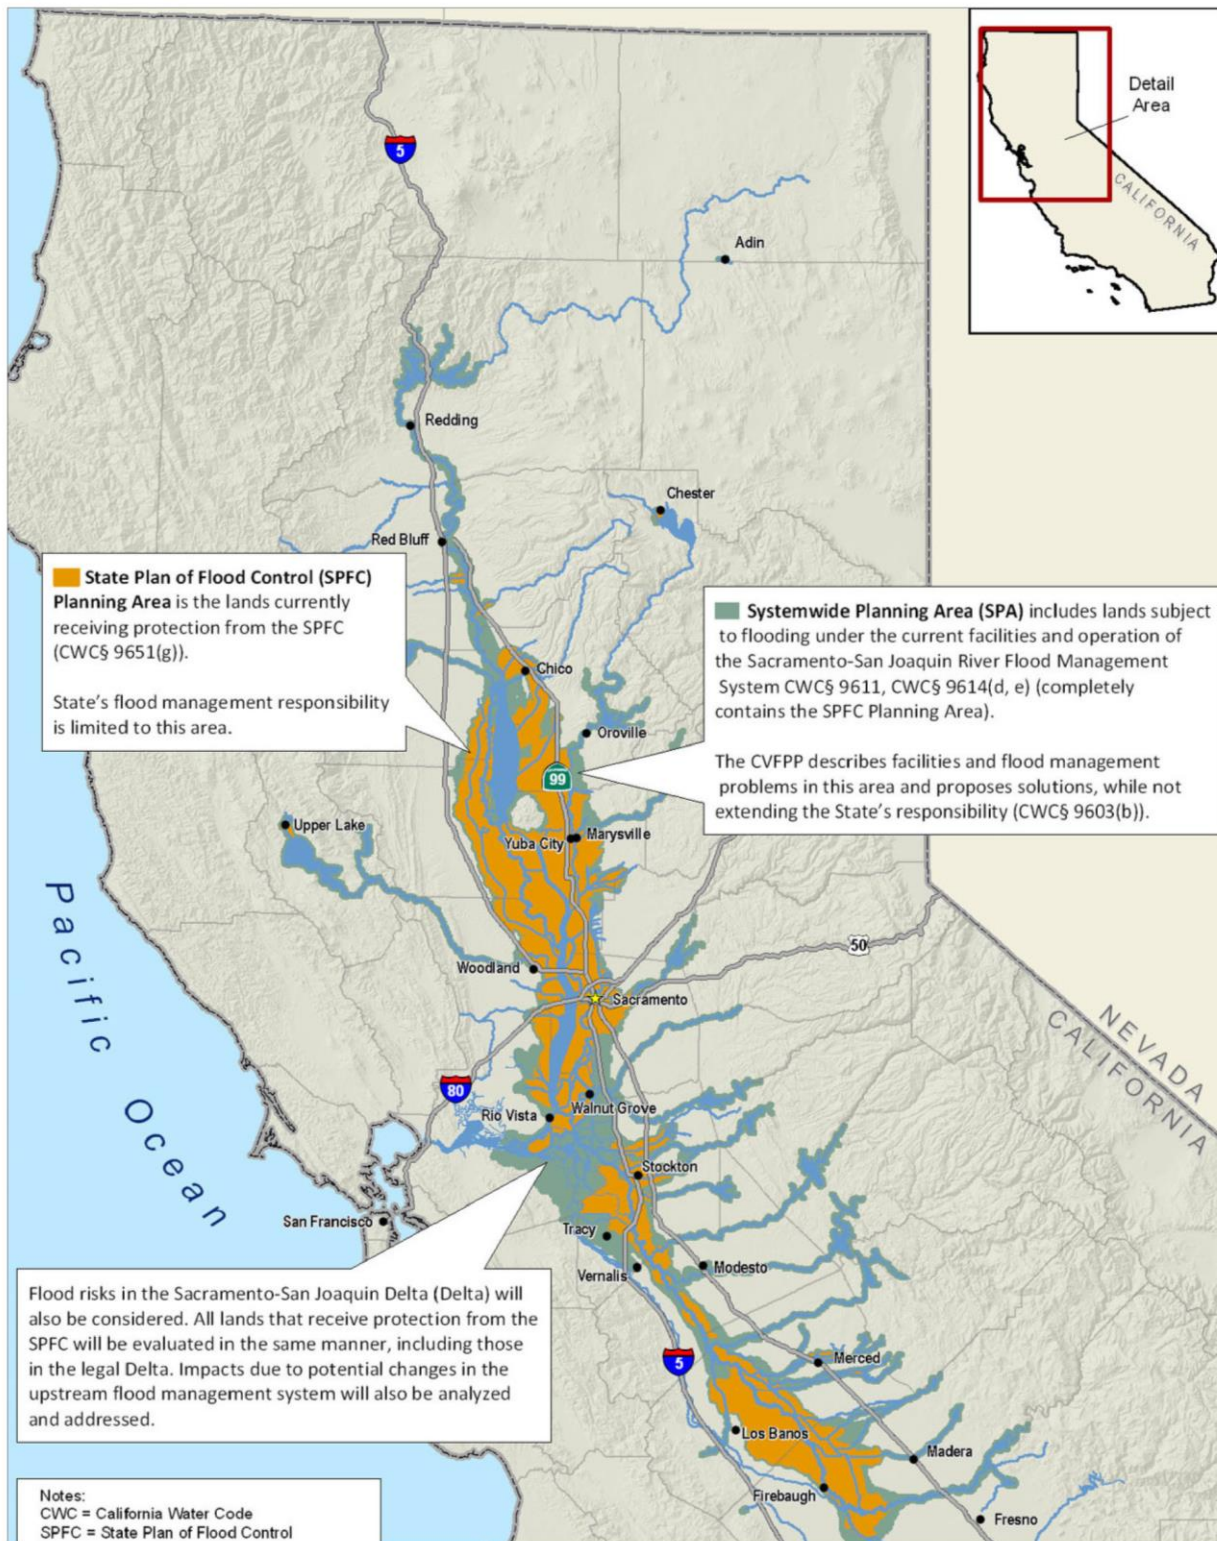 Detail
Area
CALIFORNIA
5
Adin
Redding
Chester
Red Bluff
State Plan of Flood Control (SPFC)
Planning Area is the lands currently
receiving protection from the SPFC
(CWC§ 9651(g)).
State's flood management responsibility
is limited to this area.
Systemwide Planning Area (SPA) includes lands subject
to flooding under the current facilities and operation of
the Sacramento-San Joaquin River Flood Management
System CWC§ 9611, CWC§ 9614(d, e) (completely
contains the SPFC Planning Area).
The CVFPP describes facilities and flood management
problems in this area and proposes solutions, while not
extending the State's responsibility (CWC§ 9603(b)).
Chico
Oroville
99
Upper Lake
Yuba City
Marysville
Pacific Ocean
50
Woodland
Sacramento
NEVADA
CALIFORNIA
80
Rio Vista
Walnut Grove
Stockton
San Francisco
Tracy
Vernalis
Modesto
Flood risks in the Sacramento-San Joaquin Delta (Delta) will
also be considered. All lands that receive protection from the
SPFC will be evaluated in the same manner, including those
in the legal Delta. Impacts due to potential changes in the
upstream flood management system will also be analyzed
and addressed.
5
Merced
Los Banos
Madera
Firebaugh
Fresno
Notes:
CWC = California Water Code
SPFC = State Plan of Flood Control